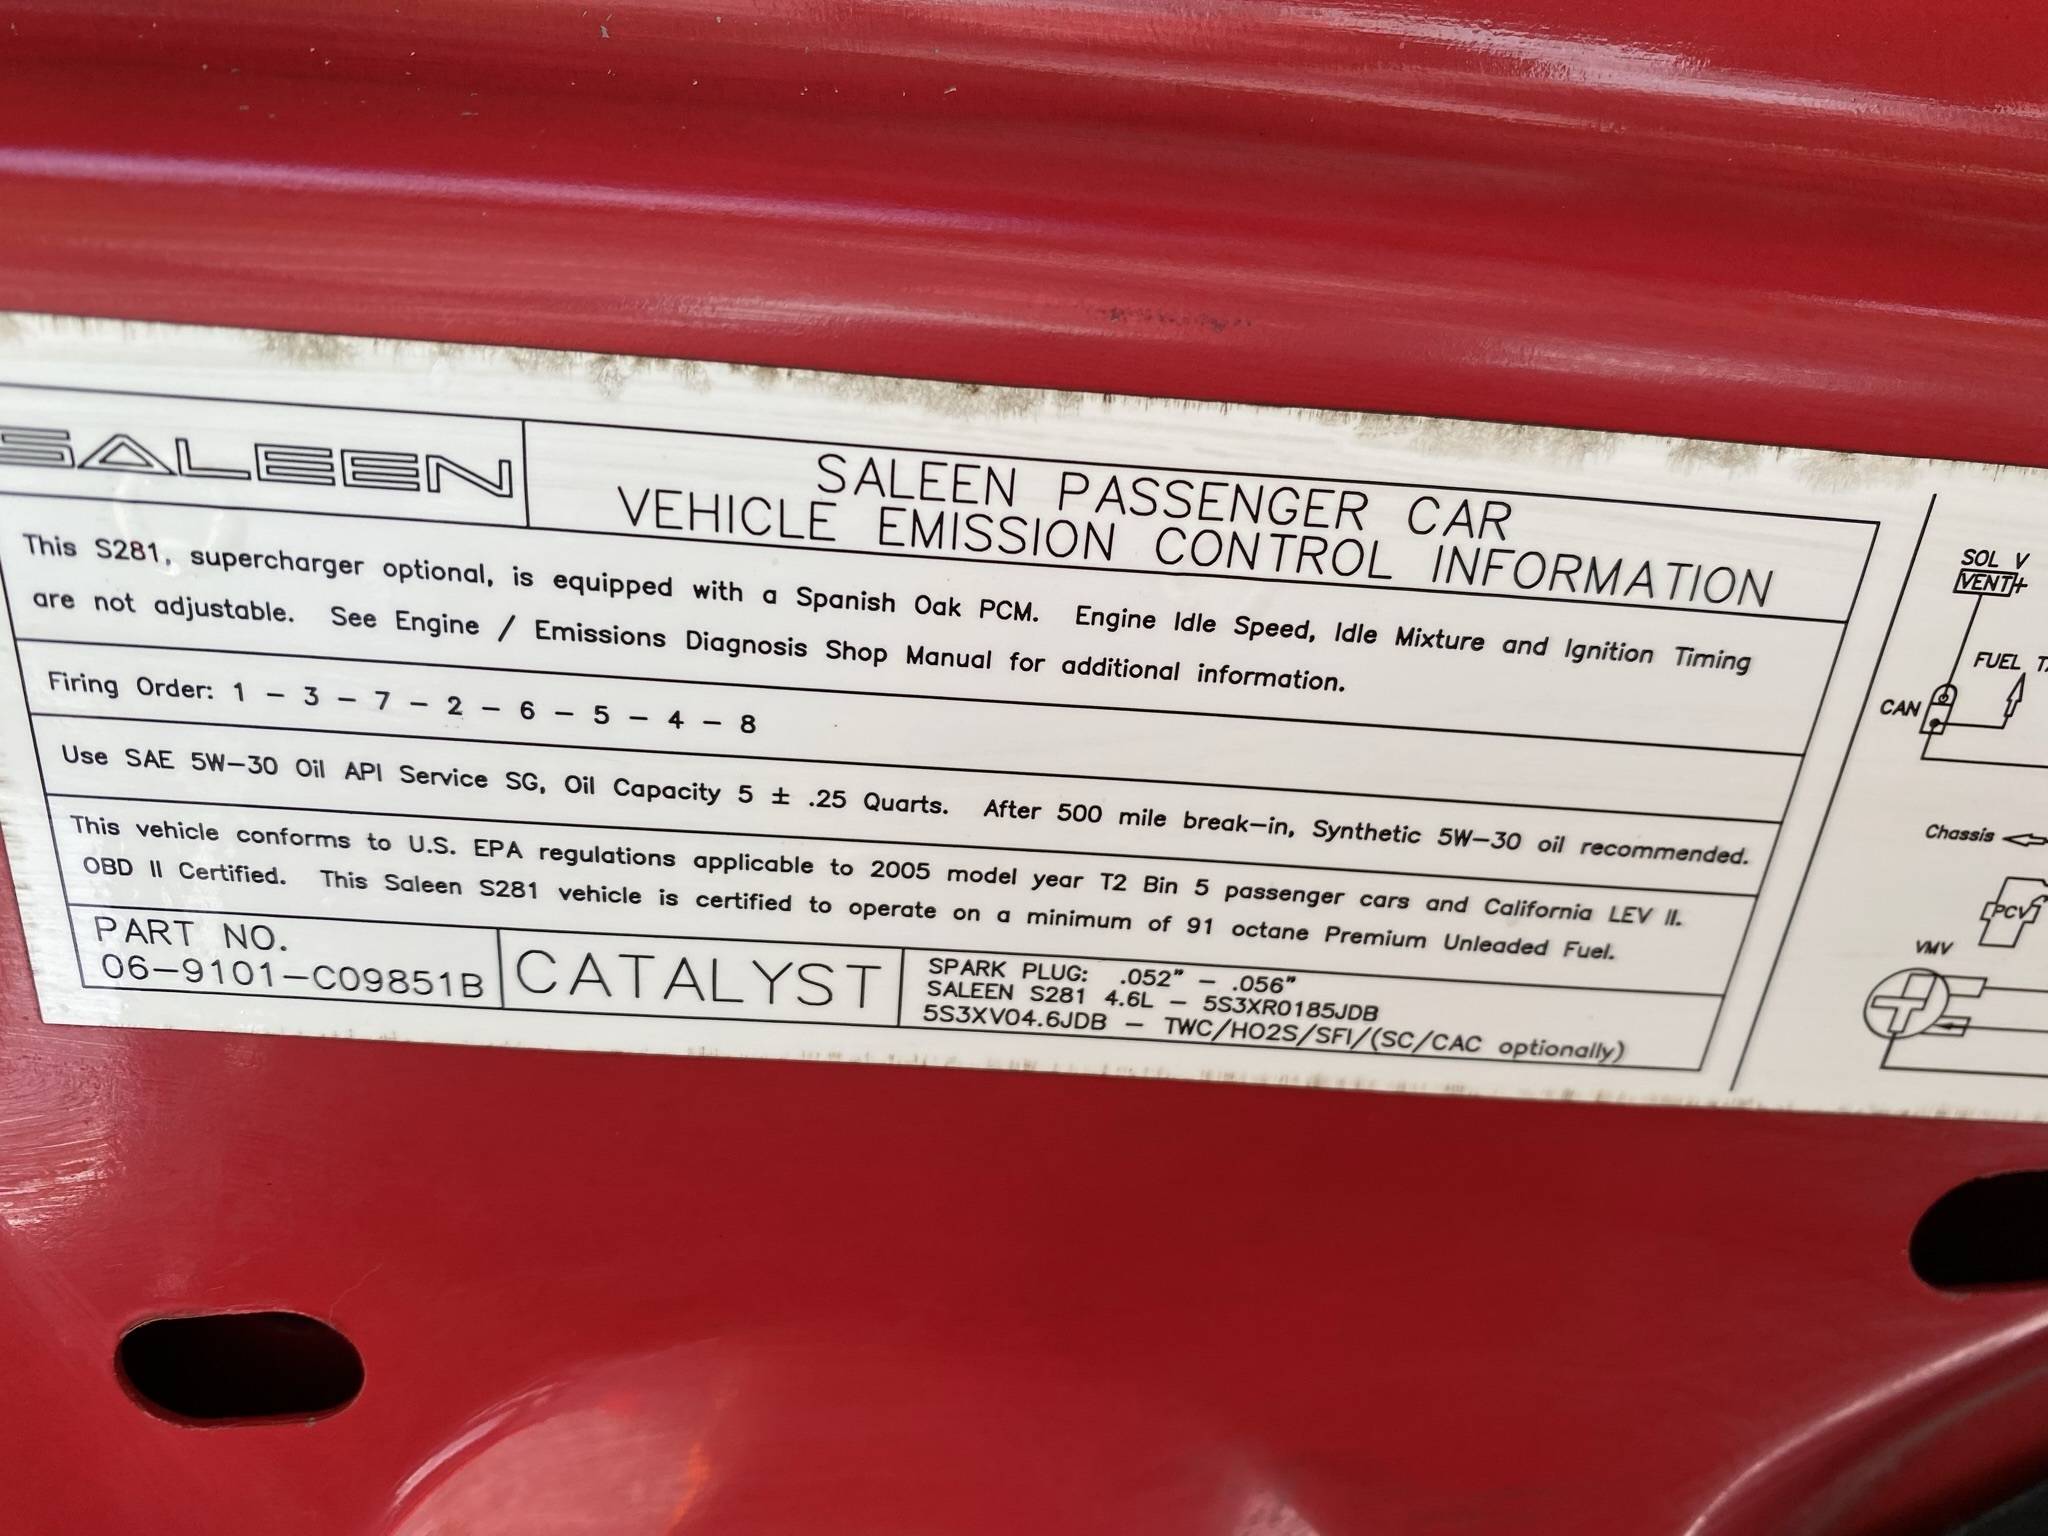 SALEEN
SALEEN PASSENGER CAR
VEHICLE EMISSION CONTROL INFORMATION
This S281, supercharger optional, is equipped with a Spanish Oak PCM. Engine Idle Speed, Idle Mixture and Ignition Timing
are not adjustable. See Engine / Emissions Diagnosis Shop Manual for additional information.
Firing Order: 1 - 3 - 7 - 2 - 6 - 5 - 4 - 8
Use SAE 5W-30 Oil API Service SG, Oil Capacity 5 ± .25 Quarts. After 500 mile break-in, Synthetic 5W-30 oil recommended.
This vehicle conforms to U.S. EPA regulations applicable to 2005 model year T2 Bin 5 passenger cars and California LEV II.
OBD II Certified. This Saleen S281 vehicle is certified to operate on a minimum of 91 octane Premium Unleaded Fuel.
PART NO.
06-9101-C09851B
CATALYST
SPARK PLUG: .052" - .056"
SALEEN S281 4.6L - 5S3XR0185JDB
5S3XV04.6JDB - TWC/HO2S/SFI/(SC/CAC optionally)
SOL V
VENT
FUEL
CAN
Chassis
PCV
VMV